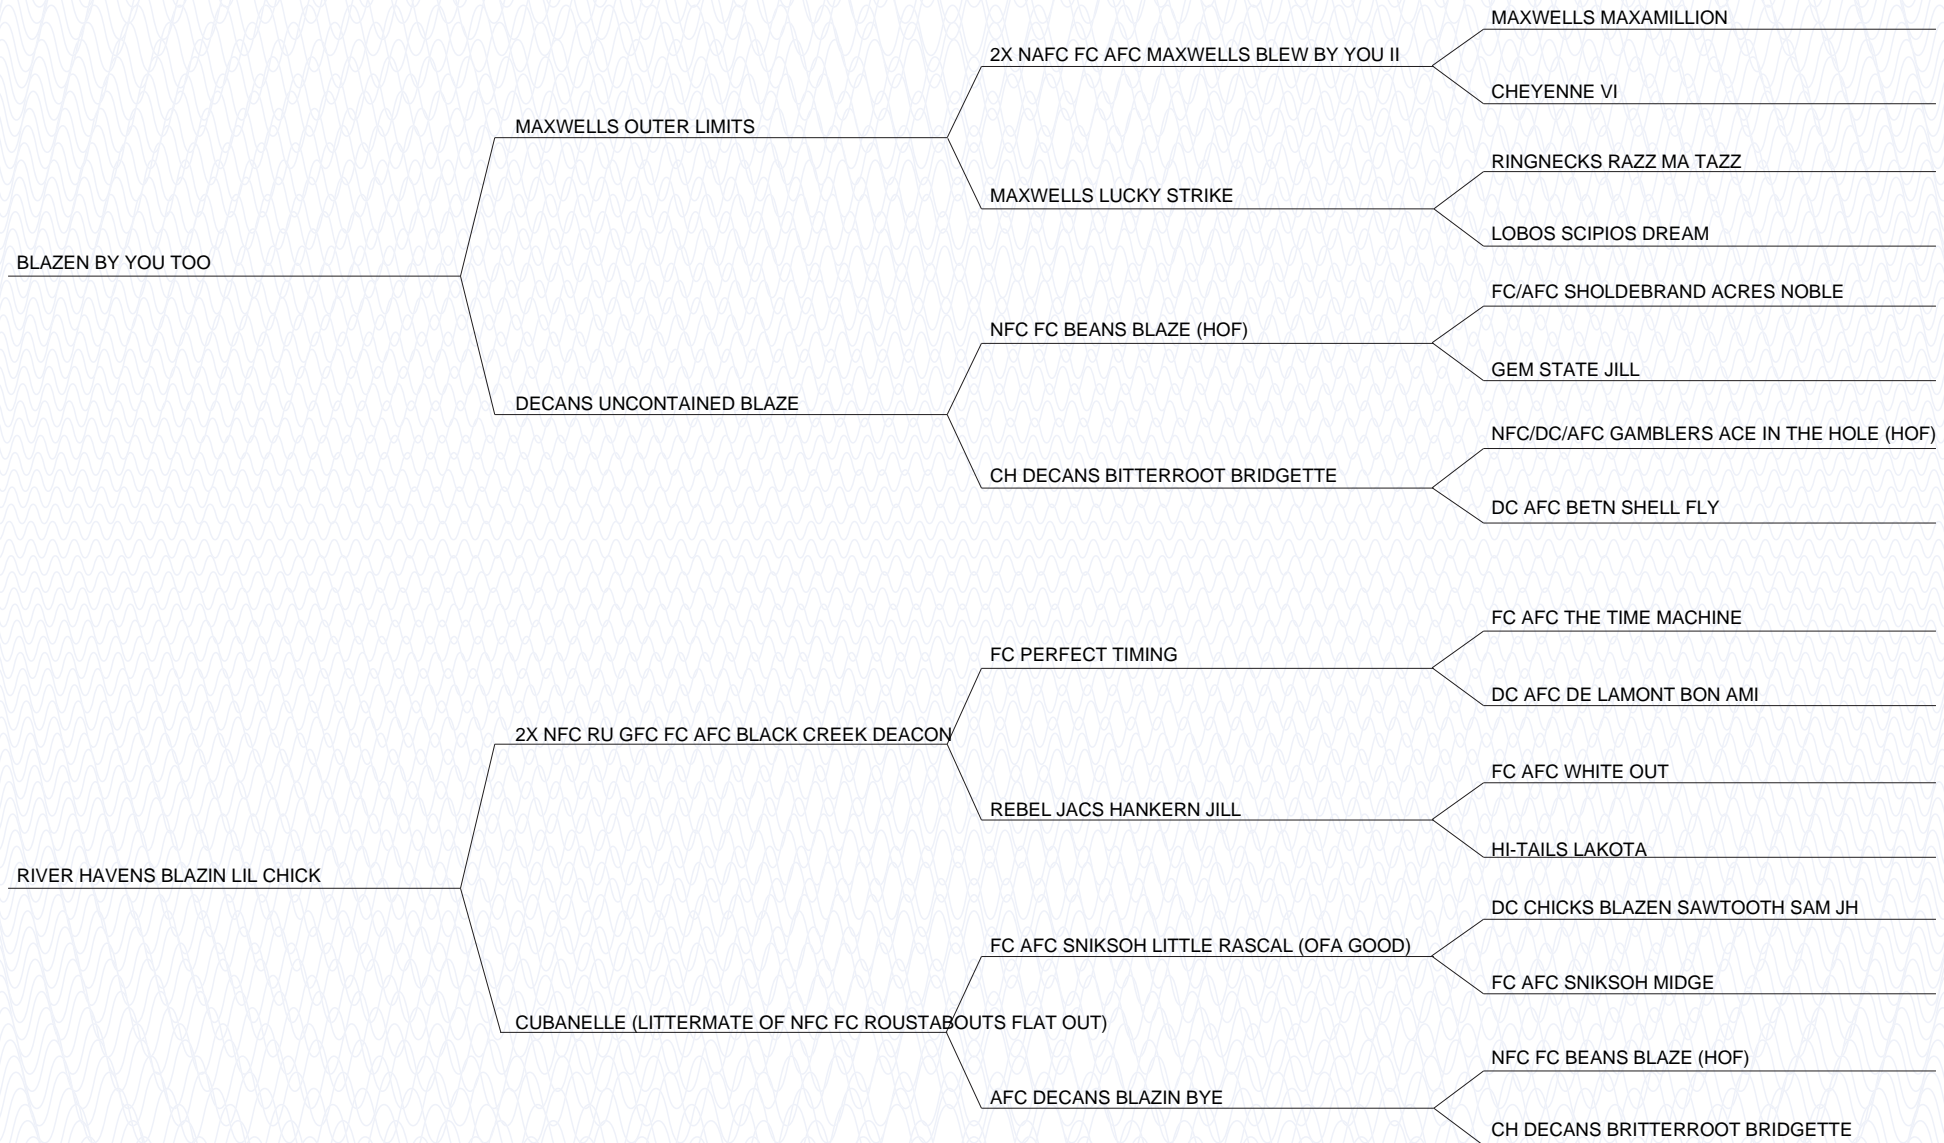 MAXWELLS MAXAMILLION
2X NAFC FC AFC MAXWELLS BLEW BY YOU II
CHEYENNE VI
MAXWELLS OUTER LIMITS
RINGNECKS RAZZ MA TAZZ
MAXWELLS LUCKY STRIKE
LOBOS SCIPIOS DREAM
BLAZEN BY YOU TOO
FC/AFC SHOLDEBRAND ACRES NOBLE
NFC FC BEANS BLAZE (HOF)
GEM STATE JILL
DECANS UNCONTAINED BLAZE
NFC/DC/AFC GAMBLERS ACE IN THE HOLE (HOF)
CH DECANS BITTERROOT BRIDGETTE
DC AFC BETN SHELL FLY
FC AFC THE TIME MACHINE
FC PERFECT TIMING
DC AFC DE LAMONT BON AMI
2X NFC RU GFC FC AFC BLACK CREEK DEACON
FC AFC WHITE OUT
REBEL JACS HANKERN JILL
HI-TAILS LAKOTA
RIVER HAVENS BLAZIN LIL CHICK
DC CHICKS BLAZEN SAWTOOTH SAM JH
FC AFC SNIKSOH LITTLE RASCAL (OFA GOOD)
FC AFC SNIKSOH MIDGE
CUBANELLE (LITTERMATE OF NFC FC ROUSTABOUTS FLAT OUT)
NFC FC BEANS BLAZE (HOF)
AFC DECANS BLAZIN BYE
CH DECANS BRITTERROOT BRIDGETTE